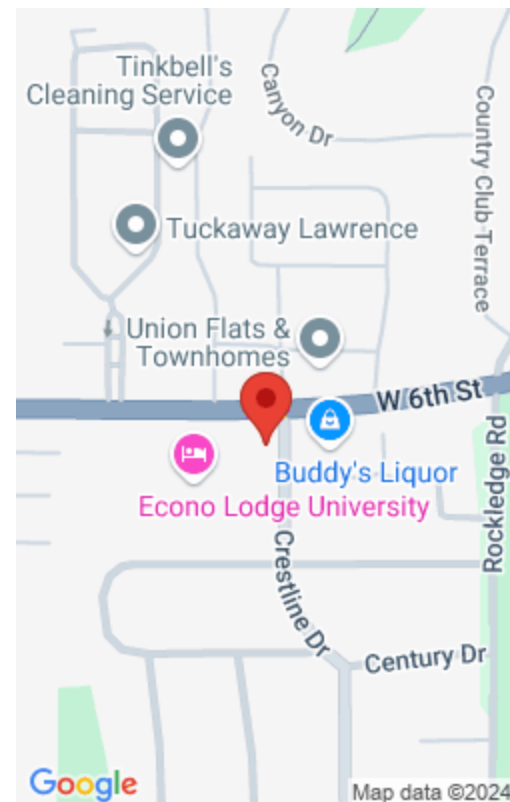 Tinkbell's
Cleaning Service
Canyon Dr
Country Club Terrace
Tuckaway Lawrence
Union Flats &
Townhomes
W 6th St
Buddy's Liquor
Econo Lodge University
Rockledge Rd
Crestline Dr
Century Dr
Google
Map data ©2024